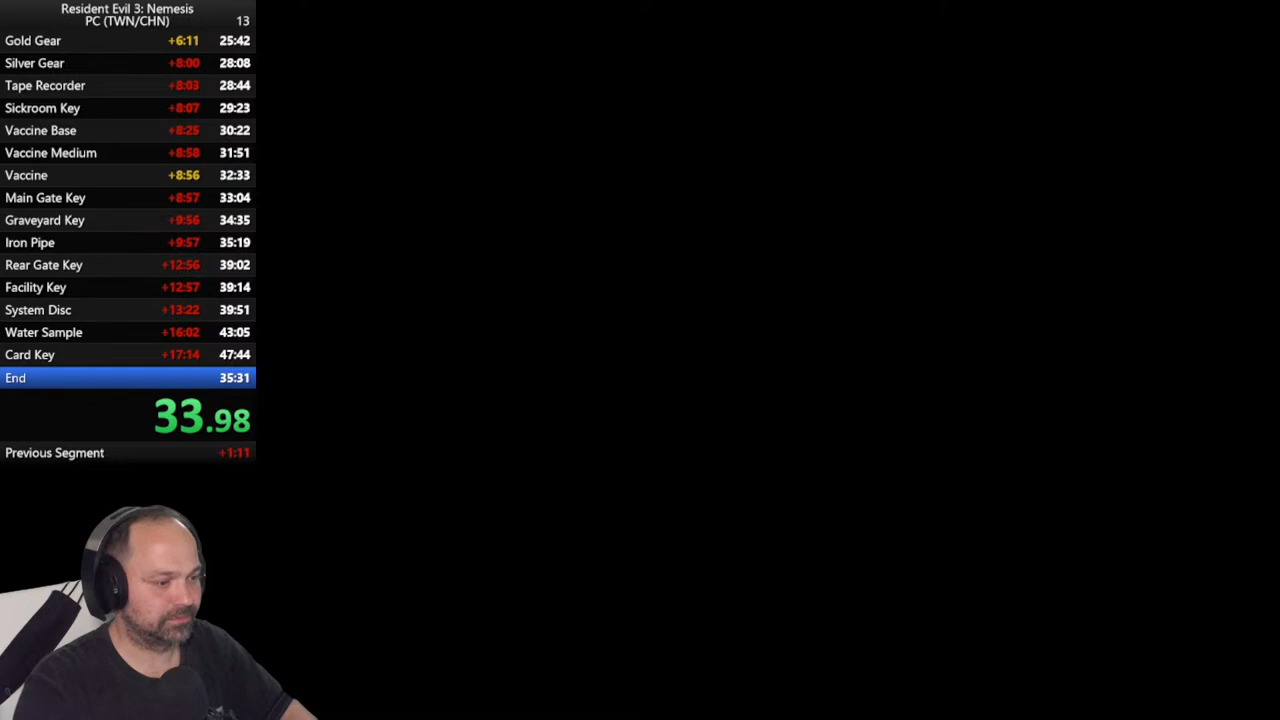 Resident Evil 3: Nemesis
PC (TWN/CHN) 13
Gold Gear +6:11 25:42
Silver Gear +8:00 28:08
Tape Recorder +8:03 28:44
Sickroom Key +8:07 29:23
Vaccine Base +8:25 30:22
Vaccine Medium +8:58 31:51
Vaccine +8:56 32:33
Main Gate Key +8:57 33:04
Graveyard Key +9:56 34:35
Iron Pipe +9:57 35:19
Rear Gate Key +12:56 39:02
Facility Key +12:57 39:14
System Disc +13:22 39:51
Water Sample +16:02 43:05
Card Key +17:14 47:44
End 35:31
33.98
Previous Segment +1:11